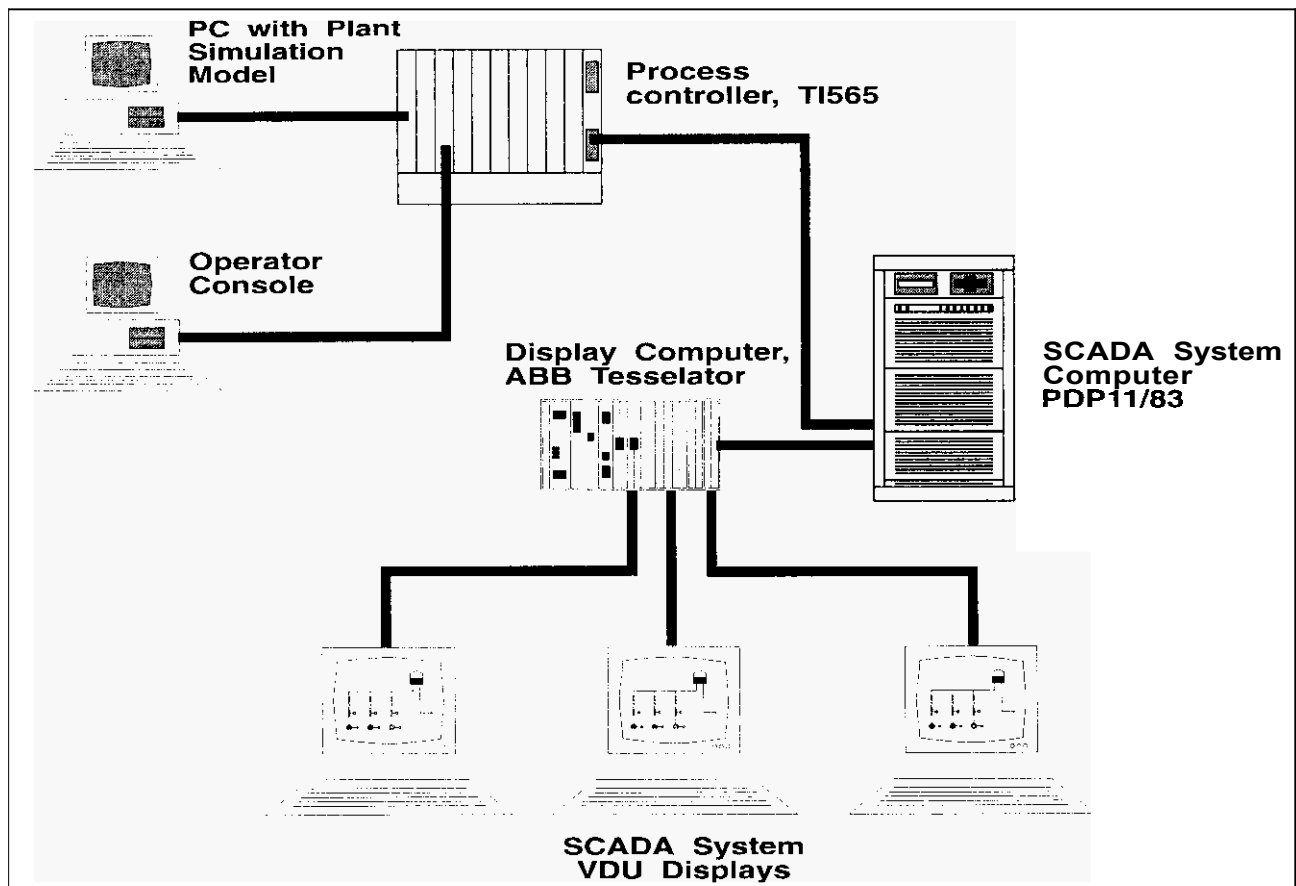 PC with Plant
Simulation
Model
Process
controller, TI565
Operator
Console
Display Computer,
ABB Tesselator
SCADA System
Computer
PDP11/83
SCADA System
VDU Displays